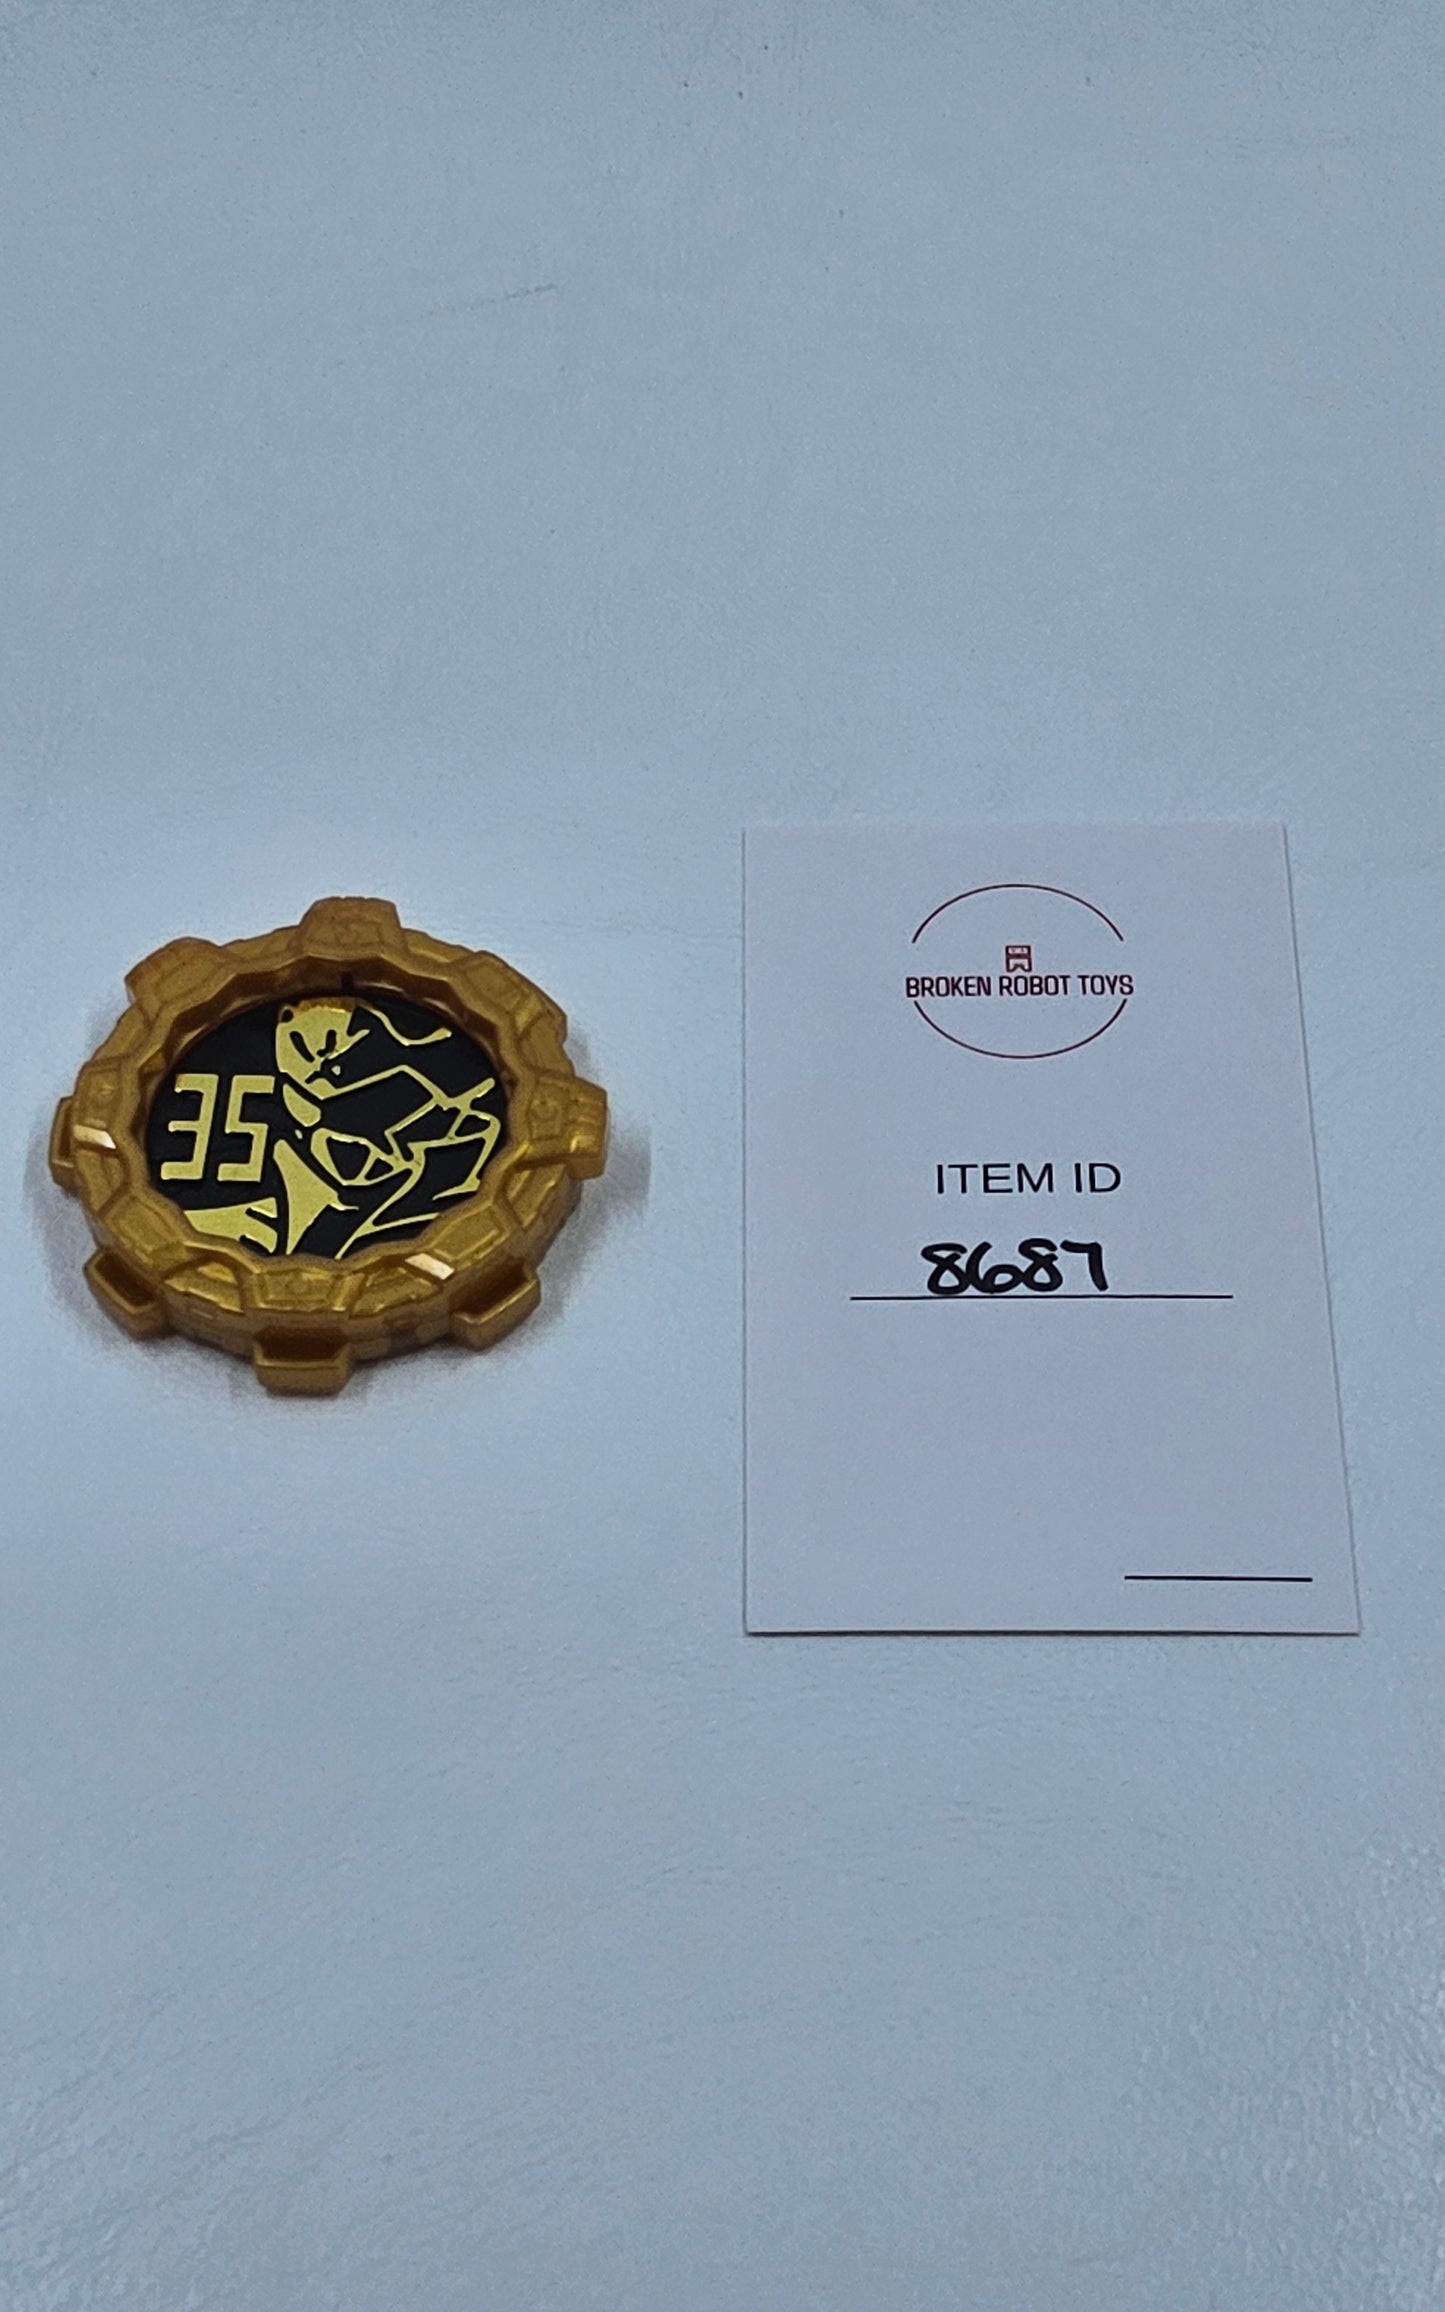 35
BROKEN ROBOT TOYS
ITEM ID
8687